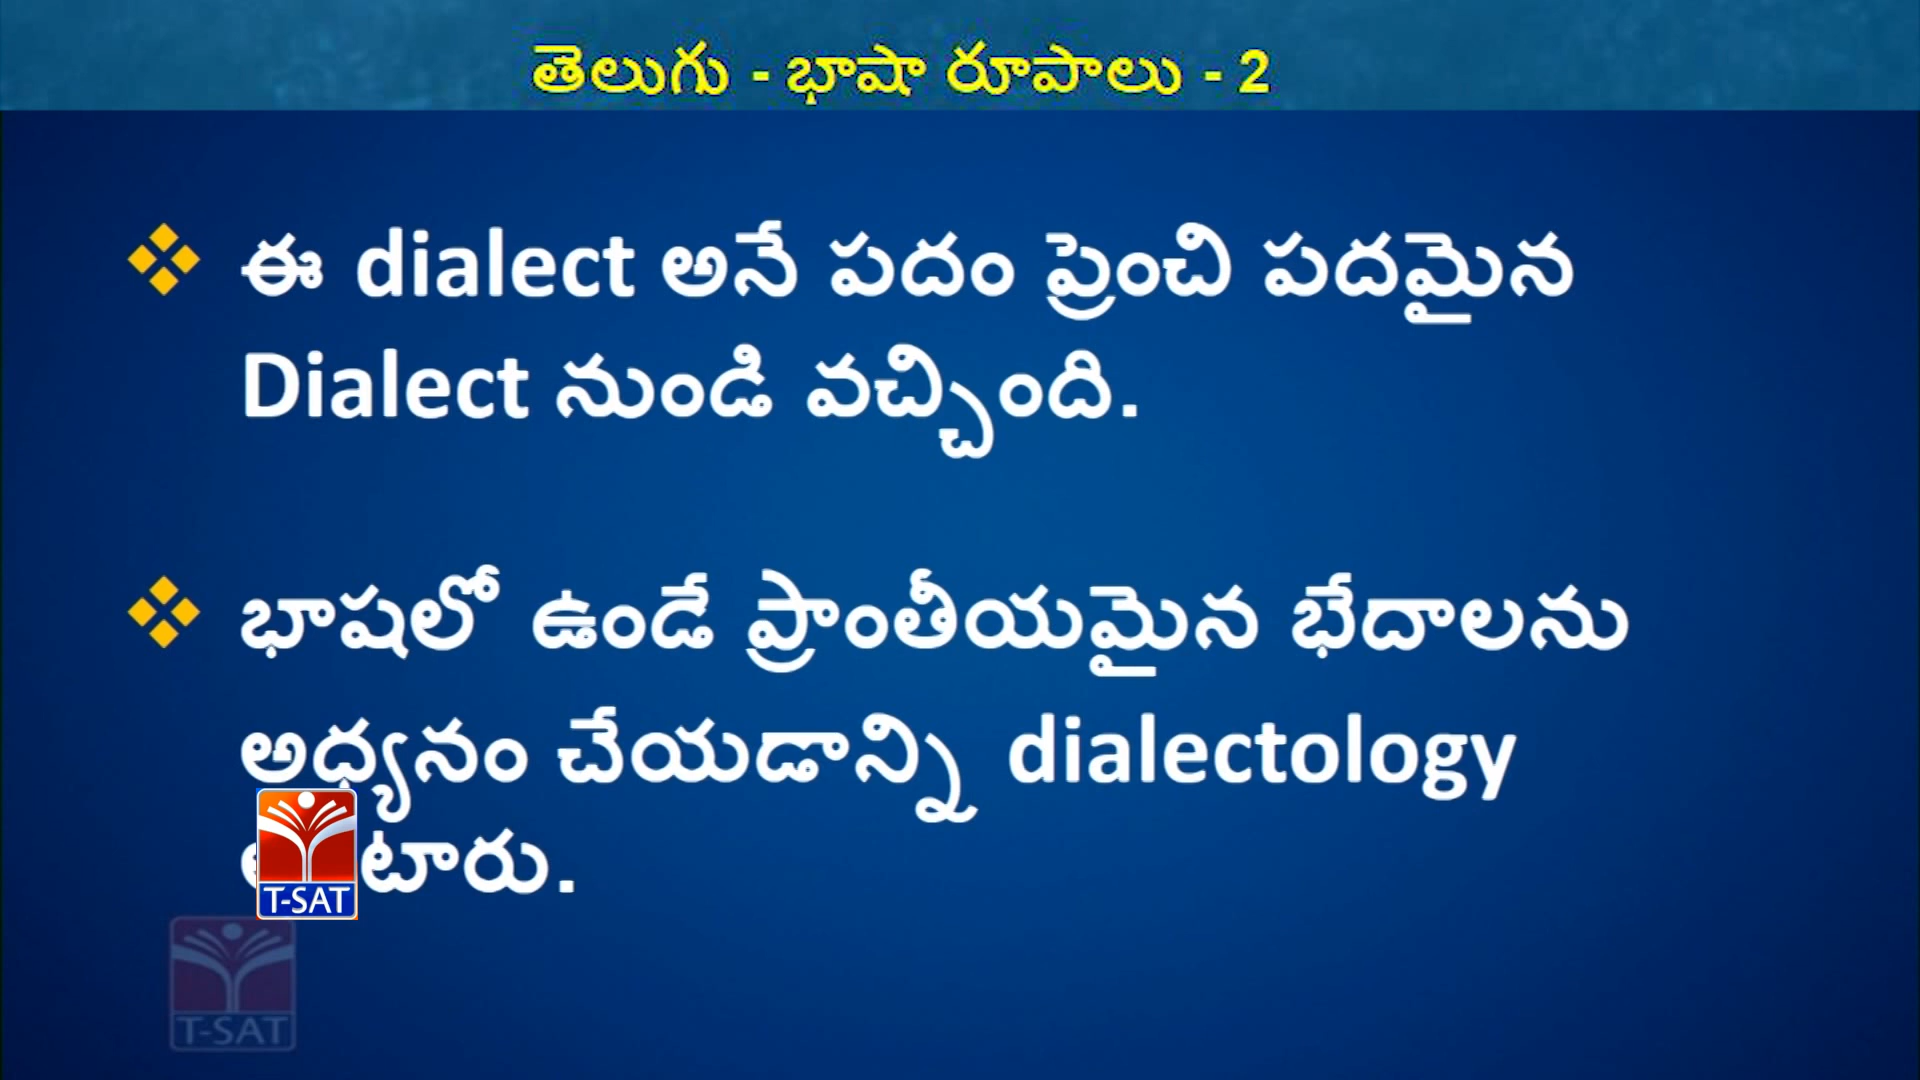 తెలుగు - భాషా రూపాలు - 2
ఈ dialect అనే పదం ప్రెంచి పదమైన
Dialect నుండి వచ్చింది.
భాషలో ఉండే ప్రాంతీయమైన భేదాలను
అధ్యనం చేయడాన్ని dialectology
T-SAT
T-SAT